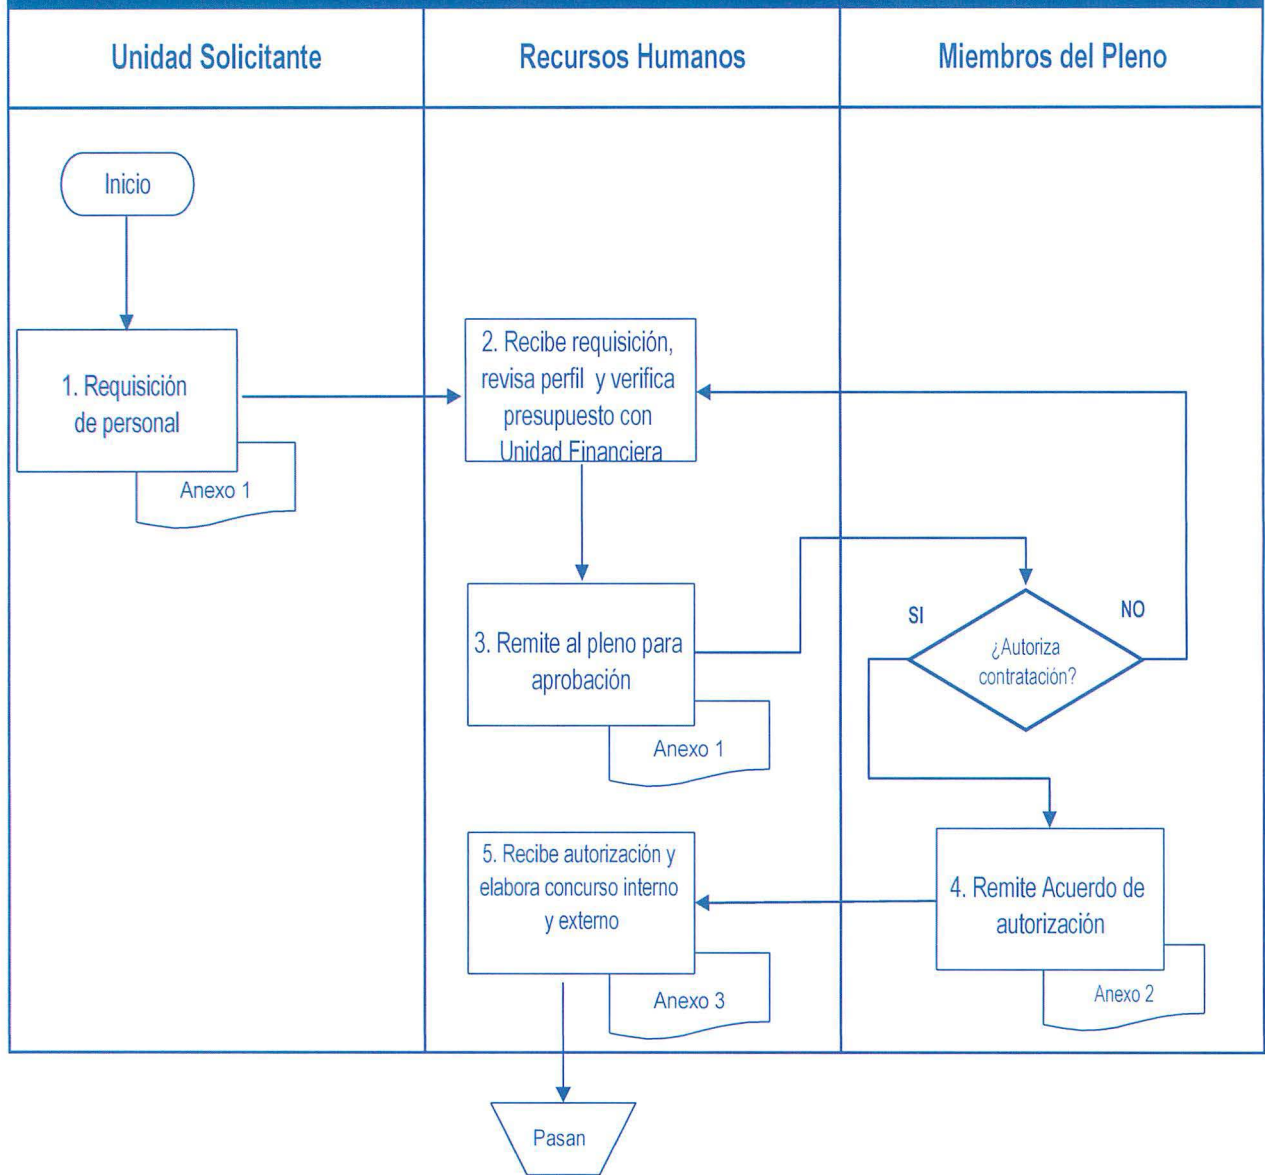 Unidad Solicitante
Recursos Humanos
Miembros del Pleno
Inicio
1. Requisición
de personal
Anexo 1
2. Recibe requisición,
revisa perfil y verifica
presupuesto con
Unidad Financiera
3. Remite al pleno para
aprobación
Anexo 1
SI
NO
¿Autoriza
contratación?
4. Remite Acuerdo de
autorización
Anexo 2
5. Recibe autorización y
elabora concurso interno
y externo
Anexo 3
Pasan